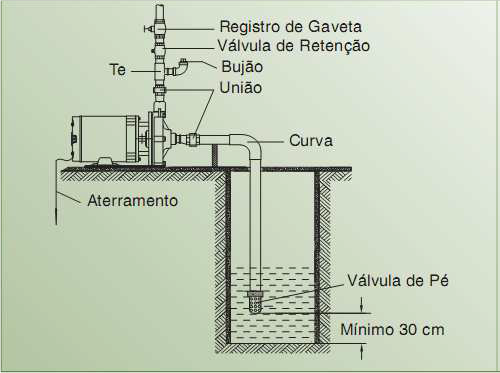 Registro de Gaveta
Válvula de Retenção
Te
Bujão
União
Curva
Aterramento
Válvula de Pé
Mínimo 30 cm